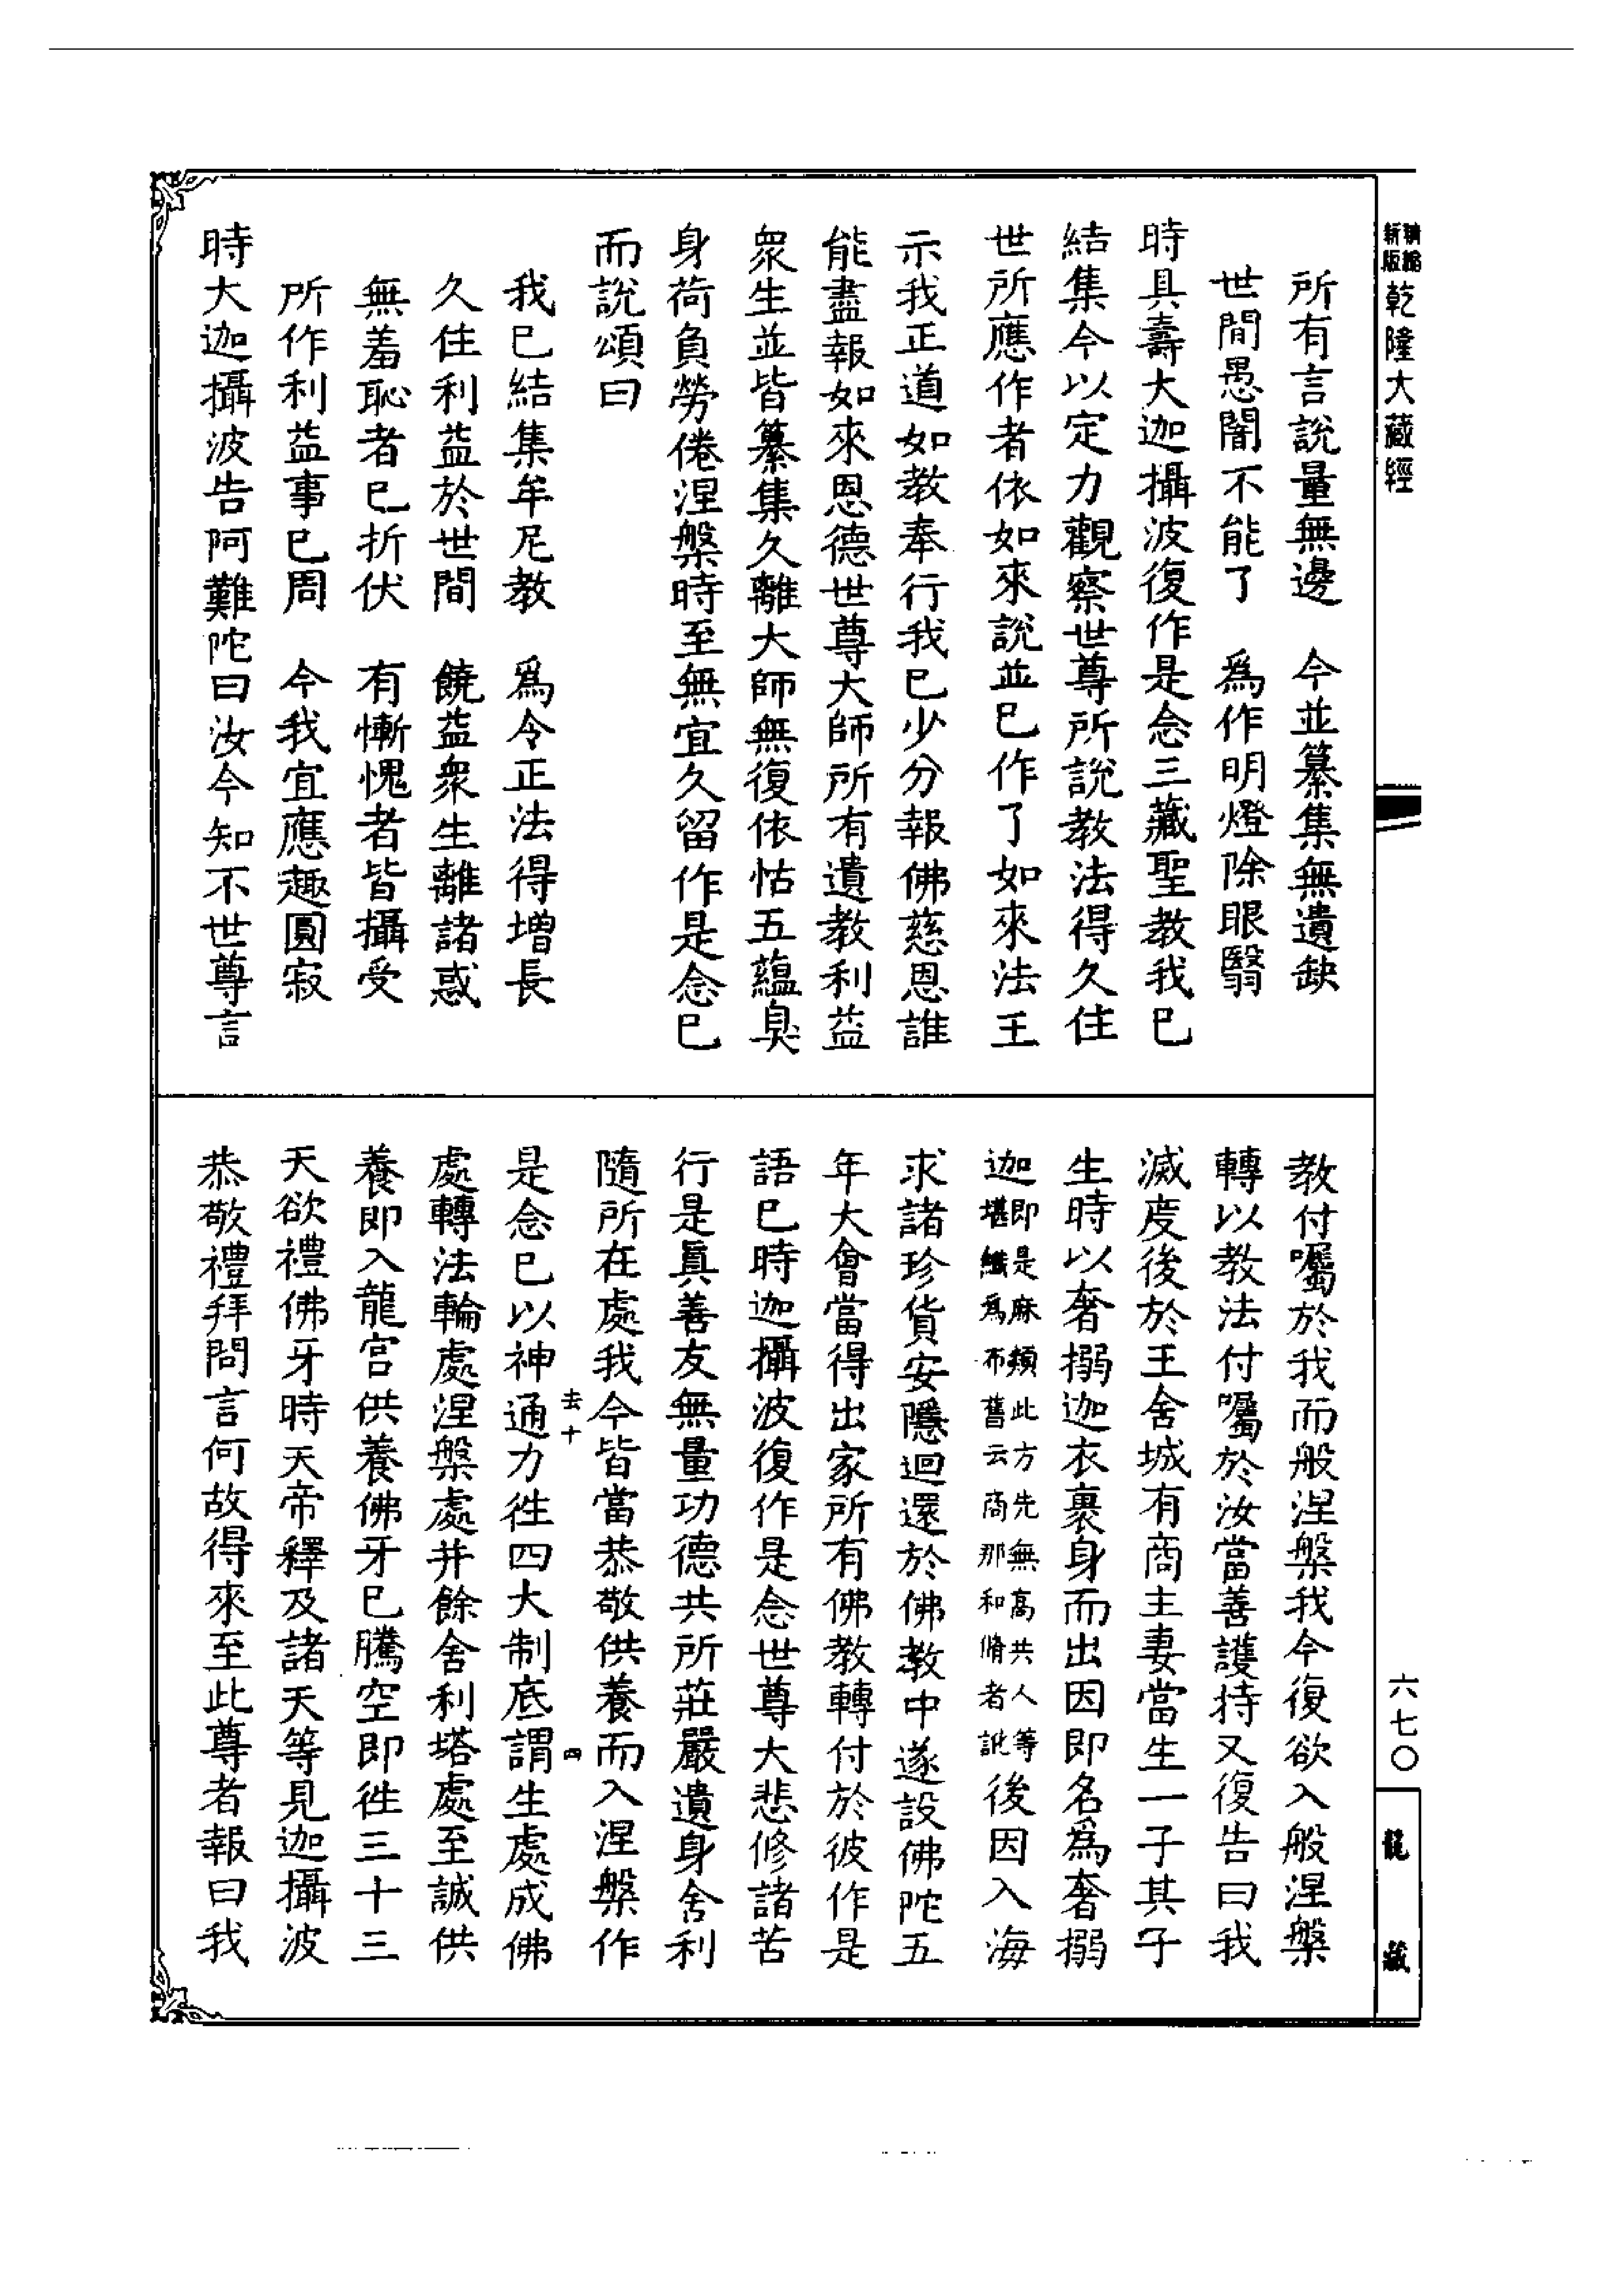 精縮新版乾隆大藏經
所有言說量無邊　今並纂集無遺缺
世間愚闇不能了　為作明燈除眼翳
時具壽大迦攝波復作是念三藏聖教我已
結集今以定力觀察世尊所說教法得久住
世所應作者依如來說並已作了如來法王
示我正道如教奉行我已少分報佛慈恩誰
能盡報如來恩德世尊大師所有遺教利益
眾生並皆纂集久離大師無復依怙五蘊臭
身荷負勞倦涅槃時至無宜久留作是念已
而說頌曰
我已結集牟尼教　為令正法得增長
久住利益於世間　饒益眾生離諸惑
無羞恥者已折伏　有慚愧者皆攝受
所作利益事已周　今我宜應趣圓寂
時大迦攝波告阿難陀曰汝今知不世尊言
教付囑於我而般涅槃我今復欲入般涅槃
轉以教法付囑於汝當善護持又復告曰我
滅度後於王舍城有商主妻當生一子其子
生時以奢搦迦衣裹身而出因即名為奢搦
迦即是麻類此方先無高共人等堪織為布舊云商那和脩者訛後因入海
求諸珍貨安隱迴還於佛教中遂設佛陀五
年大會當得出家所有佛教轉付於彼作是
語已時迦攝波復作是念世尊大悲修諸苦
行是真善友無量功德共所莊嚴遺身舍利
隨所在處我今皆當恭敬供養而入涅槃作
去十　四
是念已以神通力往四大制底謂生處成佛
處轉法輪處涅槃處并餘舍利塔處至誠供
養即入龍宮供養佛牙已騰空即往三十三
天欲禮佛牙時天帝釋及諸天等見迦攝波
恭敬禮拜問言何故得來至此尊者報曰我
六七〇
龍藏